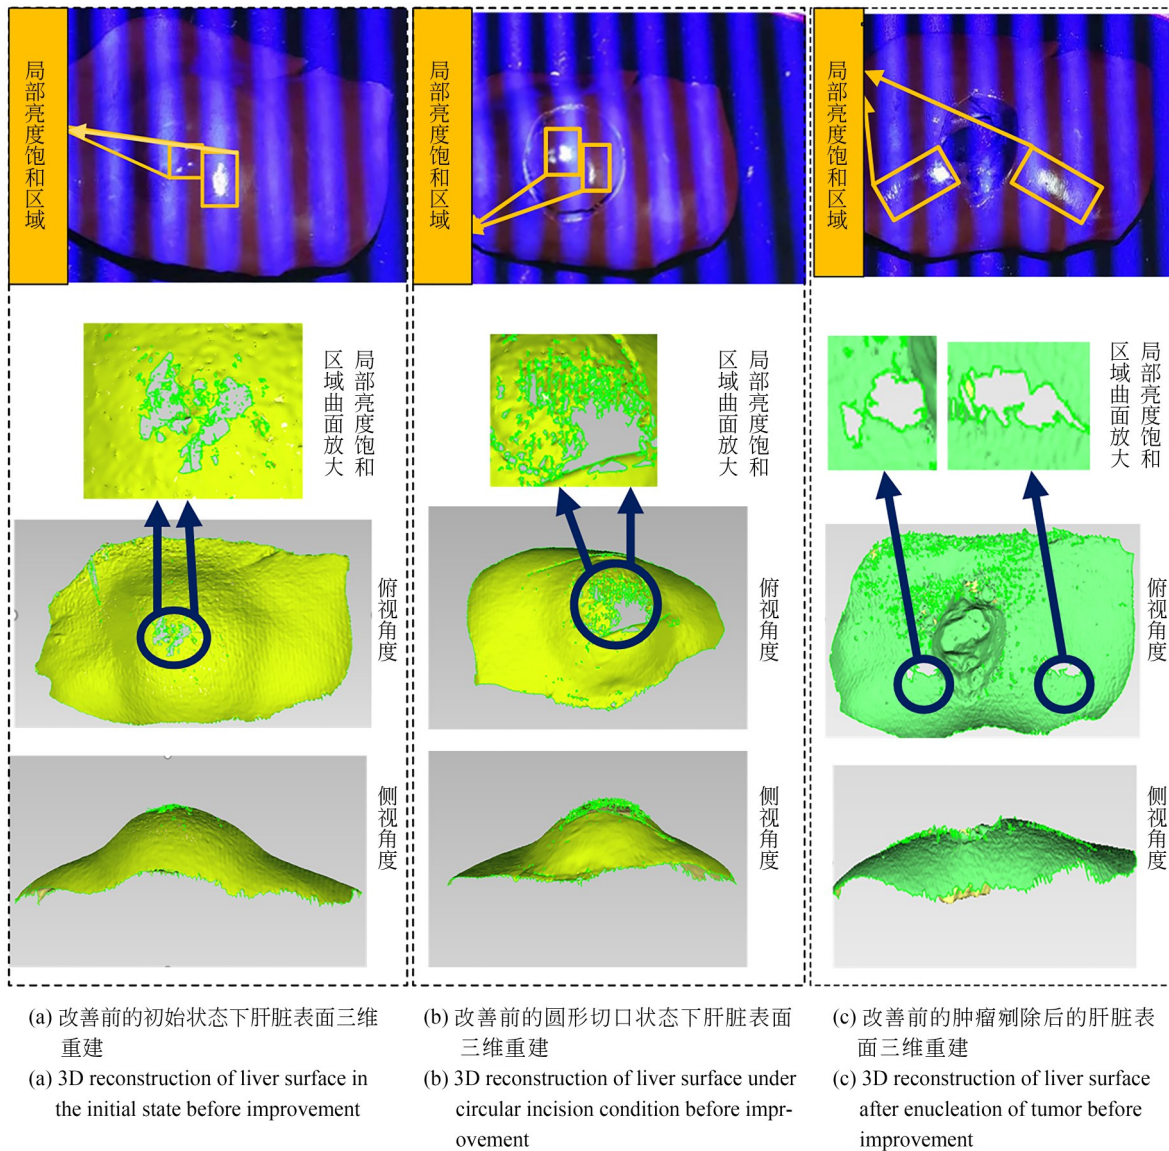 局部亮度饱和区域
局部亮度饱和区域
局部亮度饱和区域
局部亮度饱和
区域曲面放大
局部亮度饱和
区域曲面放大
局部亮度饱和
区域曲面放大
俯视角度
俯视角度
俯视角度
侧视角度
侧视角度
侧视角度
(a) 改善前的初始状态下肝脏表面三维
重建
(a) 3D reconstruction of liver surface in
the initial state before improvement
(b) 改善前的圆形切口状态下肝脏表面
三维重建
(b) 3D reconstruction of liver surface under
circular incision condition before impr-
ovement
(c) 改善前的肿瘤剜除后的肝脏表
面三维重建
(c) 3D reconstruction of liver surface
after enucleation of tumor before
improvement